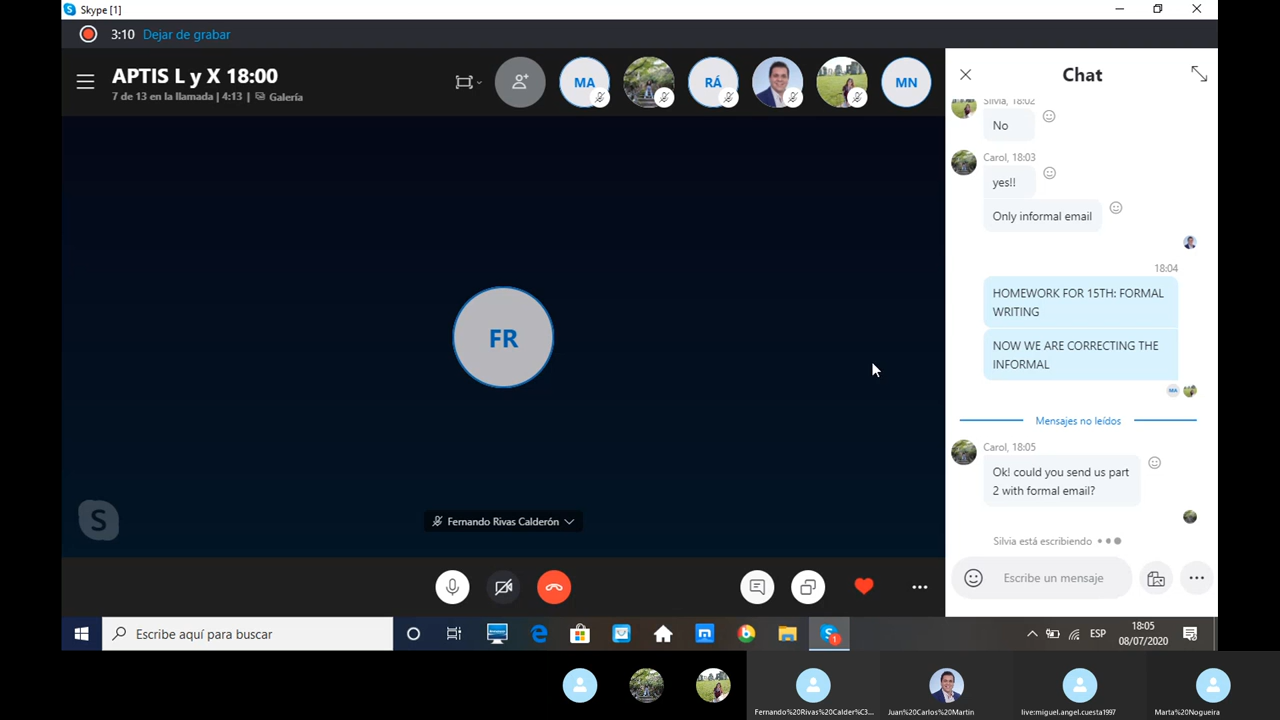 Skype [1]
3:10 Dejar de grabar
APTIS L y X 18:00
7 de 13 en la llamada | 4:13 / Galería
MA
RÁ
MN
Chat
Silvia, 18:02
No
Carol, 18:03
yes!!
Only informal email
18:04
HOMEWORK FOR 15TH: FORMAL
WRITING
NOW WE ARE CORRECTING THE
INFORMAL
MA
Mensajes no leídos
Carol, 18:05
Ok! could you send us part
2 with formal email?
Silvia está escribiendo
Escribe un mensaje
FR
Fernando Rivas Calderón
Escribe aquí para buscar
ESP
18:05
08/07/2020
Fernando%20Rivas%20Calder%C3...
Juan%20Carlos%20Martin
live:miguel.angel.cuesta1997
Marta%20Nogueira